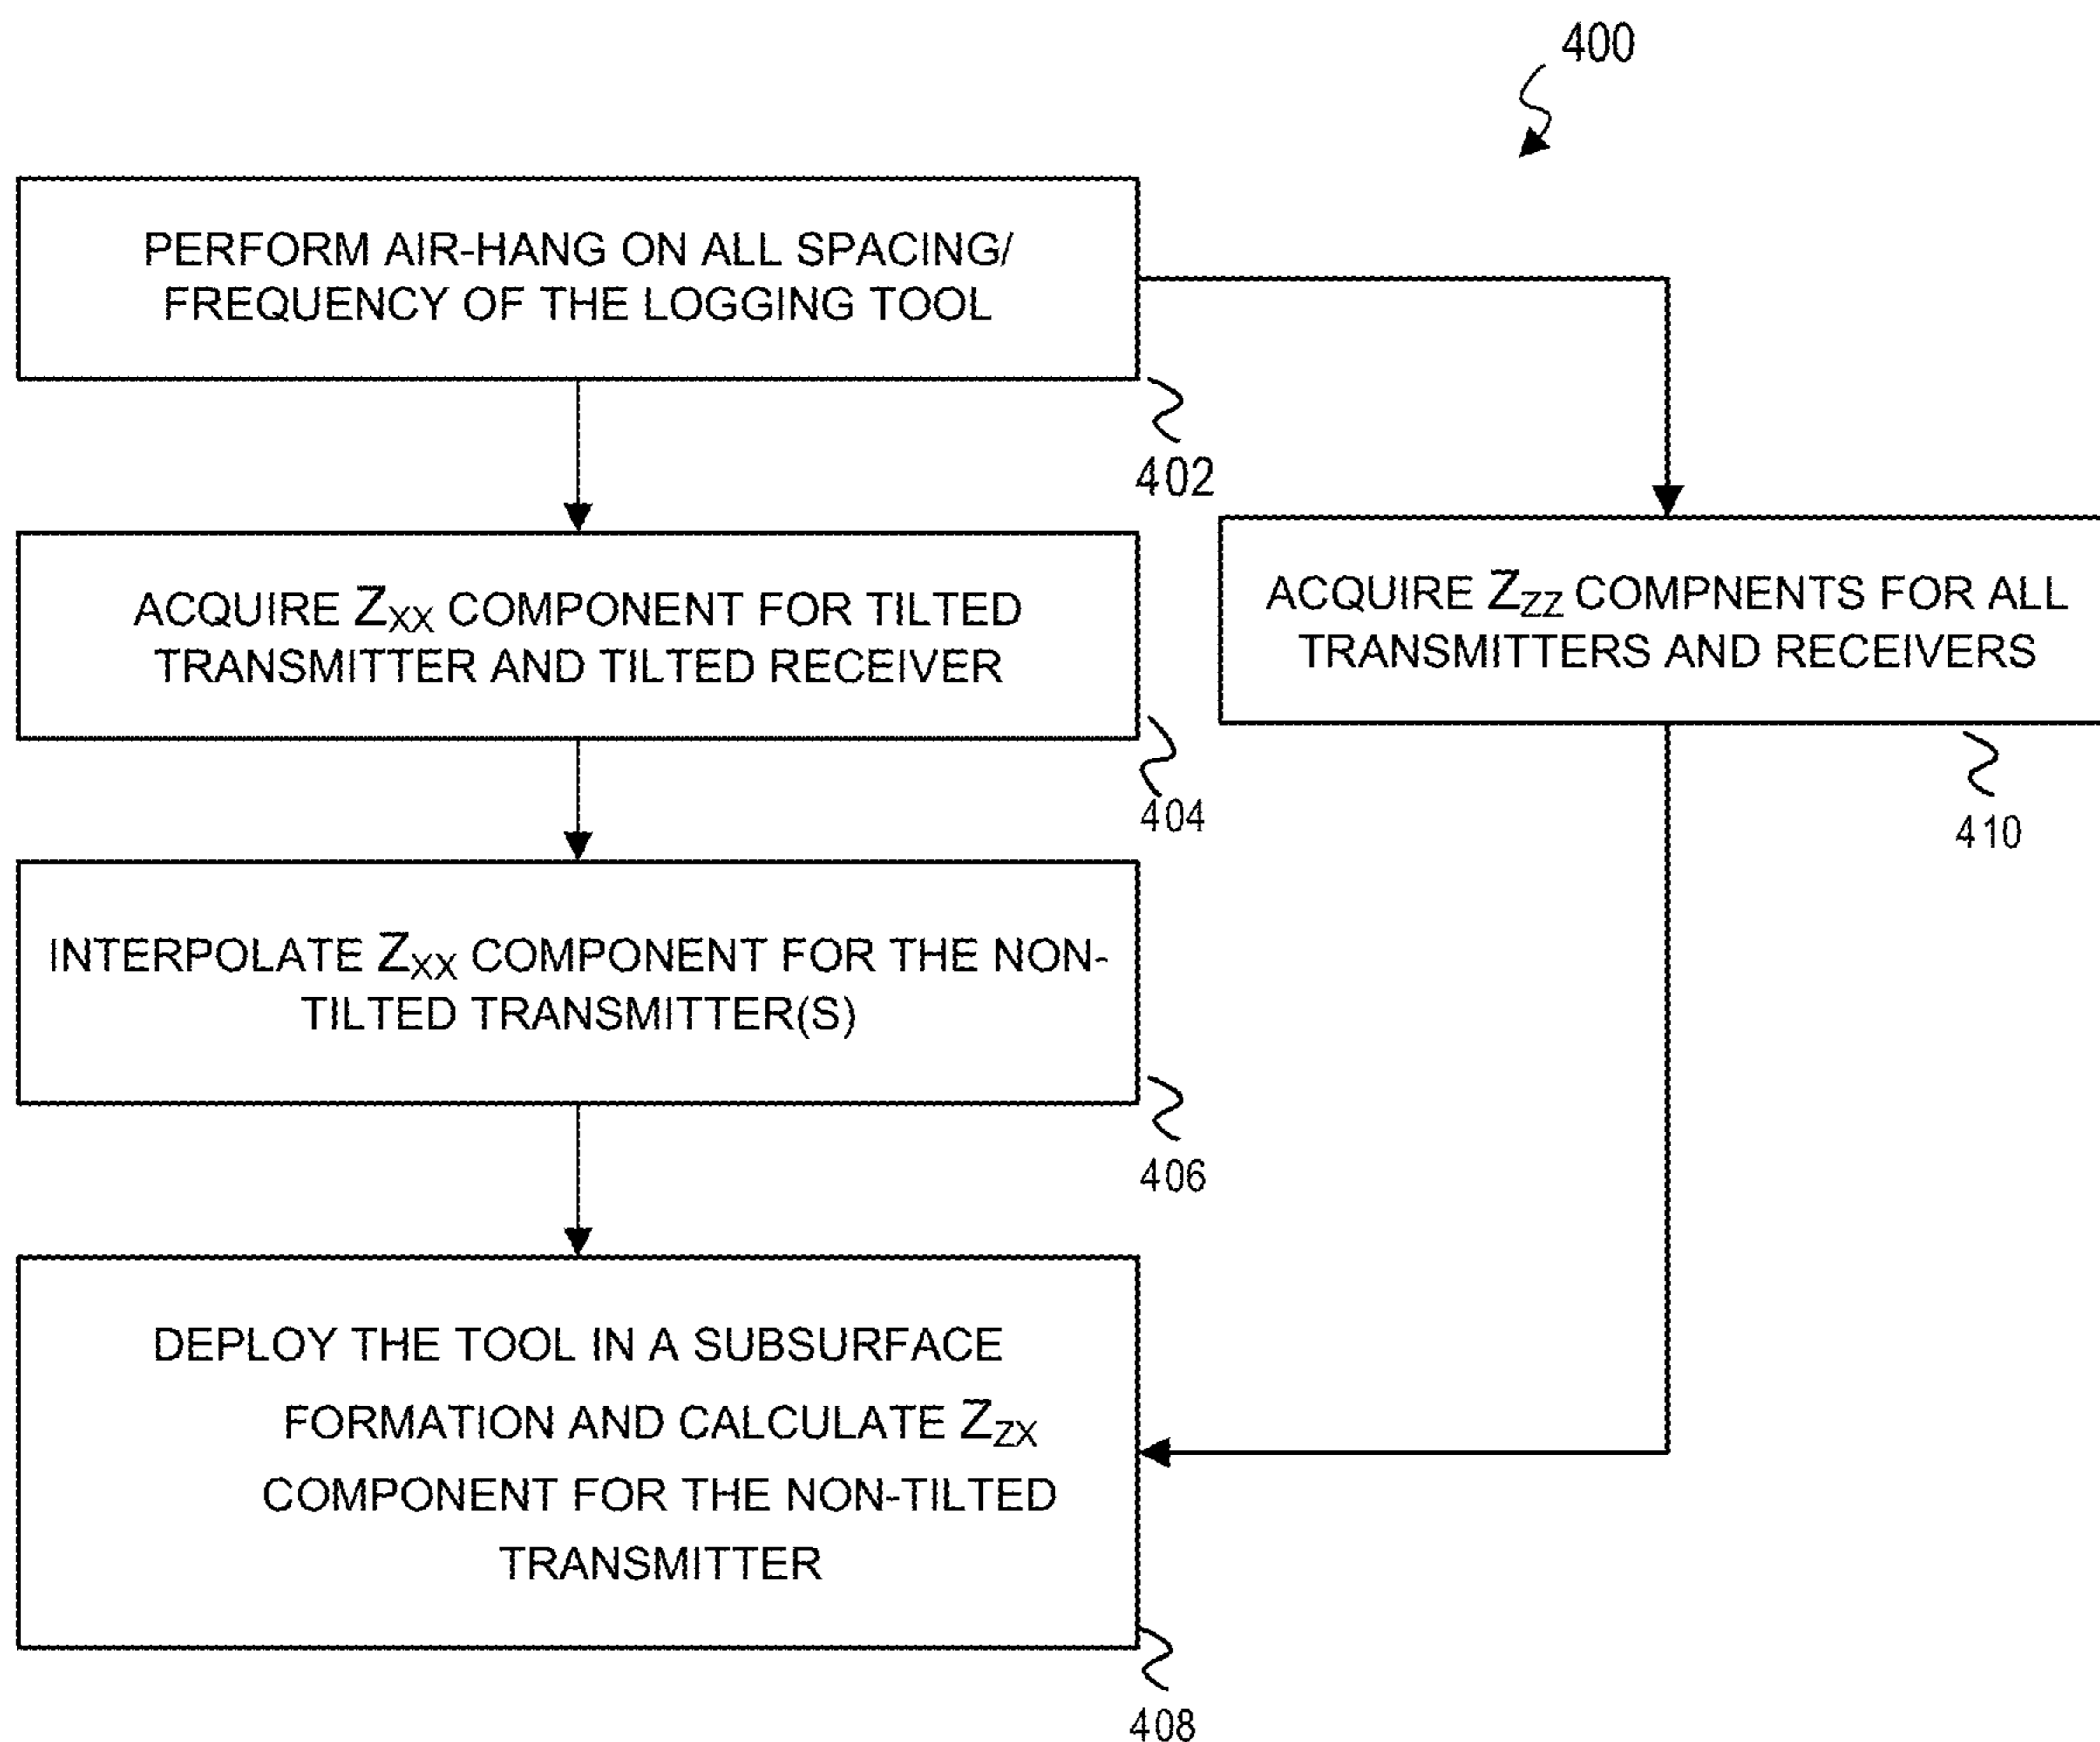 400
PERFORM AIR-HANG ON ALL SPACING/
FREQUENCY OF THE LOGGING TOOL
402
ACQUIRE ZXX COMPONENT FOR TILTED
TRANSMITTER AND TILTED RECEIVER
404
ACQUIRE ZZZ COMPNENTS FOR ALL
TRANSMITTERS AND RECEIVERS
410
INTERPOLATE ZXX COMPONENT FOR THE NON-
TILTED TRANSMITTER(S)
406
DEPLOY THE TOOL IN A SUBSURFACE
FORMATION AND CALCULATE ZZX
COMPONENT FOR THE NON-TILTED
TRANSMITTER
408